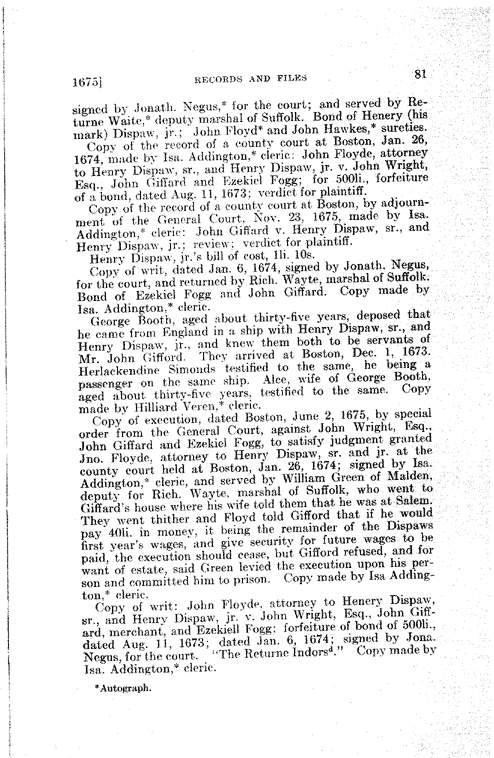 1675] RECORDS AND FILES 81
signed by Jonath. Negus,* for the court; and served by Re-
turne Waite,* deputy marshal of Suffolk. Bond of Henery (his
mark) Dispaw, jr.; John Floyd* and John Hawkes,* sureties.
Copy of the record of a county court at Boston, Jan. 26,
1674, made by Isa. Addington,* cleric: John Floyde, attorney
to Henry Dispaw, sr., and Henry Dispaw, jr. v. John Wright,
Esq., John Giffard and Ezekiel Fogg; for 500li., forfeiture
of a bond, dated Aug. 11, 1673; verdict for plaintiff.
Copy of the record of a county court at Boston, by adjourn-
ment of the General Court, Nov. 23, 1675, made by Isa.
Addington,* cleric: John Giffard v. Henry Dispaw, sr., and
Henry Dispaw, jr.; review; verdict for plaintiff.
Henry Dispaw, jr.'s bill of cost, 1li. 10s.
Copy of writ, dated Jan. 6, 1674, signed by Jonath. Negus,
for the court, and returned by Rich. Wayte, marshal of Suffolk.
Bond of Ezekiel Fogg and John Giffard. Copy made by
Isa. Addington,* cleric.
George Booth, aged about thirty-five years, deposed that
he came from England in a ship with Henry Dispaw, sr., and
Henry Dispaw, jr., and knew them both to be servants of
Mr. John Gifford. They arrived at Boston, Dec. 1, 1673.
Herlackendine Simonds testified to the same, he being a
passenger on the same ship. Alce, wife of George Booth,
aged about thirty-five years, testified to the same. Copy
made by Hilliard Veren,* cleric.
Copy of execution, dated Boston, June 2, 1675, by special
order from the General Court, against John Wright, Esq.,
John Giffard and Ezekiel Fogg, to satisfy judgment granted
Jno. Floyde, attorney to Henry Dispaw, sr. and jr. at the
county court held at Boston, Jan. 26, 1674; signed by Isa.
Addington,* cleric, and served by William Green of Malden,
deputy for Rich. Wayte, marshal of Suffolk, who went to
Giffard's house where his wife told them that he was at Salem.
They went thither and Floyd told Gifford that if he would
pay 40li. in money, it being the remainder of the Dispaws
first year's wages, and give security for future wages to be
paid, the execution should cease, but Gifford refused, and for
want of estate, said Green levied the execution upon his per-
son and committed him to prison. Copy made by Isa Adding-
ton,* cleric.
Copy of writ: John Floyde, attorney to Henery Dispaw,
sr., and Henry Dispaw, jr. v. John Wright, Esq., John Giff-
ard, merchant, and Ezekiell Fogg; forfeiture of bond of 500li.,
dated Aug. 11, 1673; dated Jan. 6, 1674; signed by Jona.
Negus, for the court. "The Returne Indorsᵈ." Copy made by
Isa. Addington,* cleric.
*Autograph.